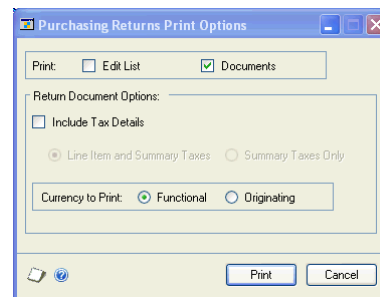 Purchasing Returns Print Options
Print: Edit List Documents
Return Document Options:
Include Tax Details
Line Item and Summary Taxes Summary Taxes Only
Currency to Print: Functional Originating
Print Cancel